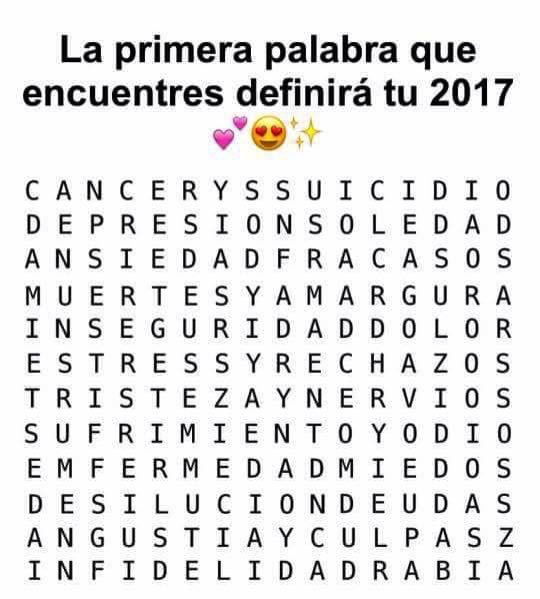 La primera palabra que
encuentres definirá tu 2017
💕😍✨
C A N C E R Y S S U I C I D I O
D E P R E S I O N S O L E D A D
A N S I E D A D F R A C A S O S
M U E R T E S Y A M A R G U R A
I N S E G U R I D A D D O L O R
E S T R E S S Y R E C H A Z O S
T R I S T E Z A Y N E R V I O S
S U F R I M I E N T O Y O D I O
E M F E R M E D A D M I E D O S
D E S I L U C I O N D E U D A S
A N G U S T I A Y C U L P A S Z
I N F I D E L I D A D R A B I A